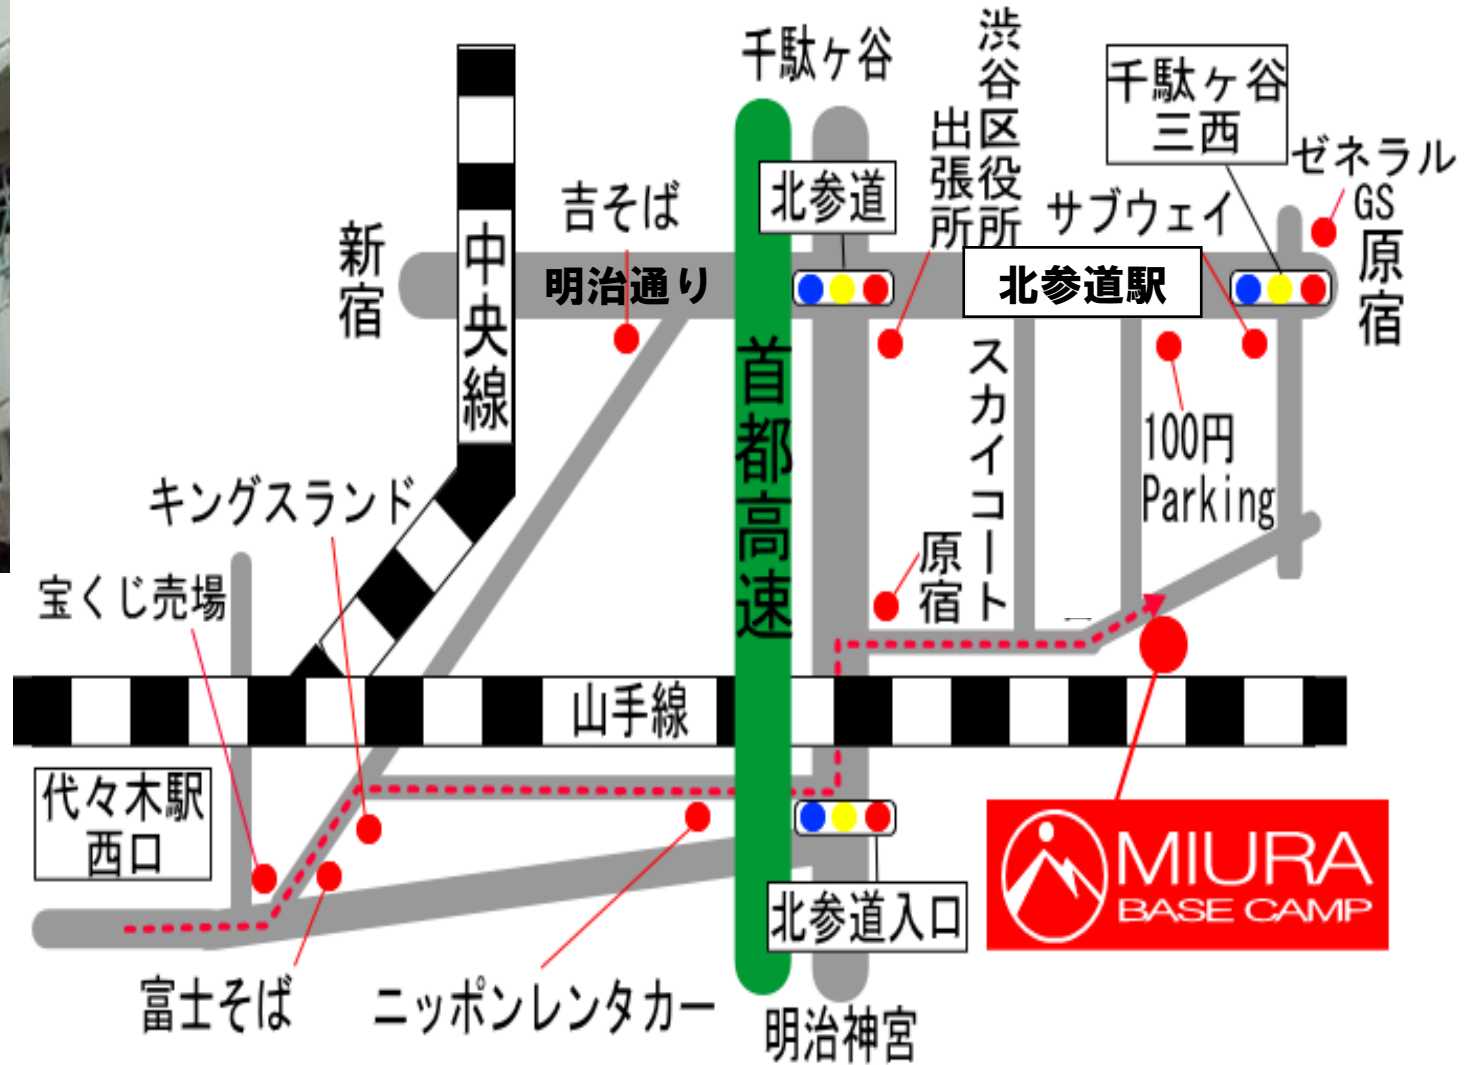 千駄ヶ谷
渋谷区役所
出張所
千駄ヶ谷
三西
ゼネラル
GS
原宿
サブウェイ
北参道
吉そば
新宿
中央線
明治通り
北参道駅
首都高速
スカイコート
原宿
100円
Parking
キングスランド
宝くじ売場
山手線
代々木駅
西口
MIURA
BASE CAMP
北参道入口
富士そば
ニッポンレンタカー
明治神宮